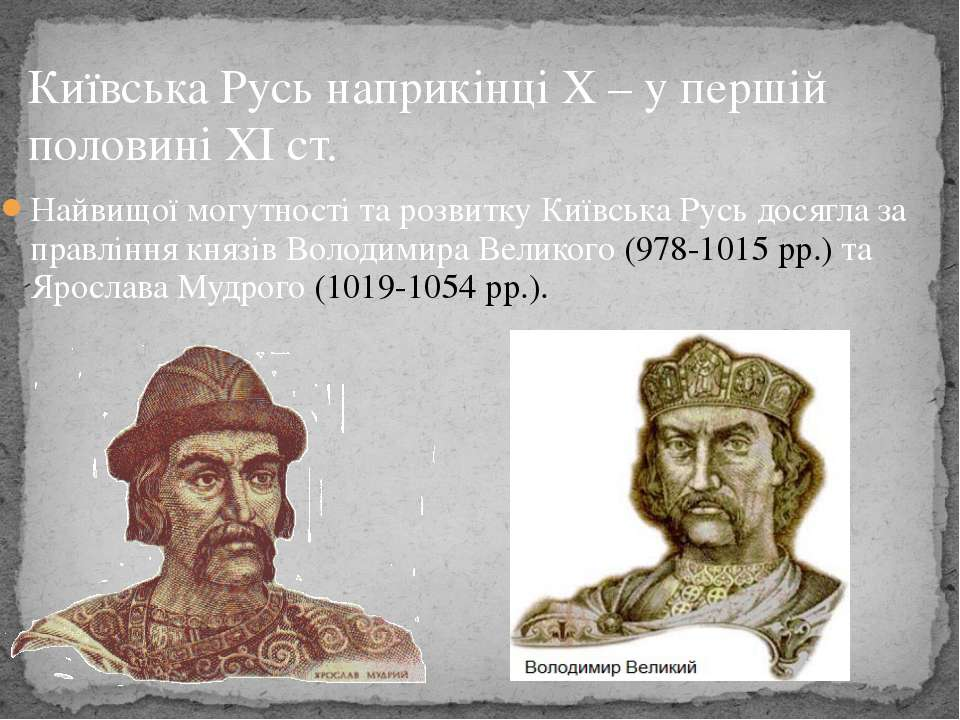 Київська Русь наприкінці X – у першій
половині XI ст.
Найвищої могутності та розвитку Київська Русь досягла за
правління князів Володимира Великого (978-1015 рр.) та
Ярослава Мудрого (1019-1054 рр.).
ЯРОСЛАВ МУДРИЙ
Володимир Великий